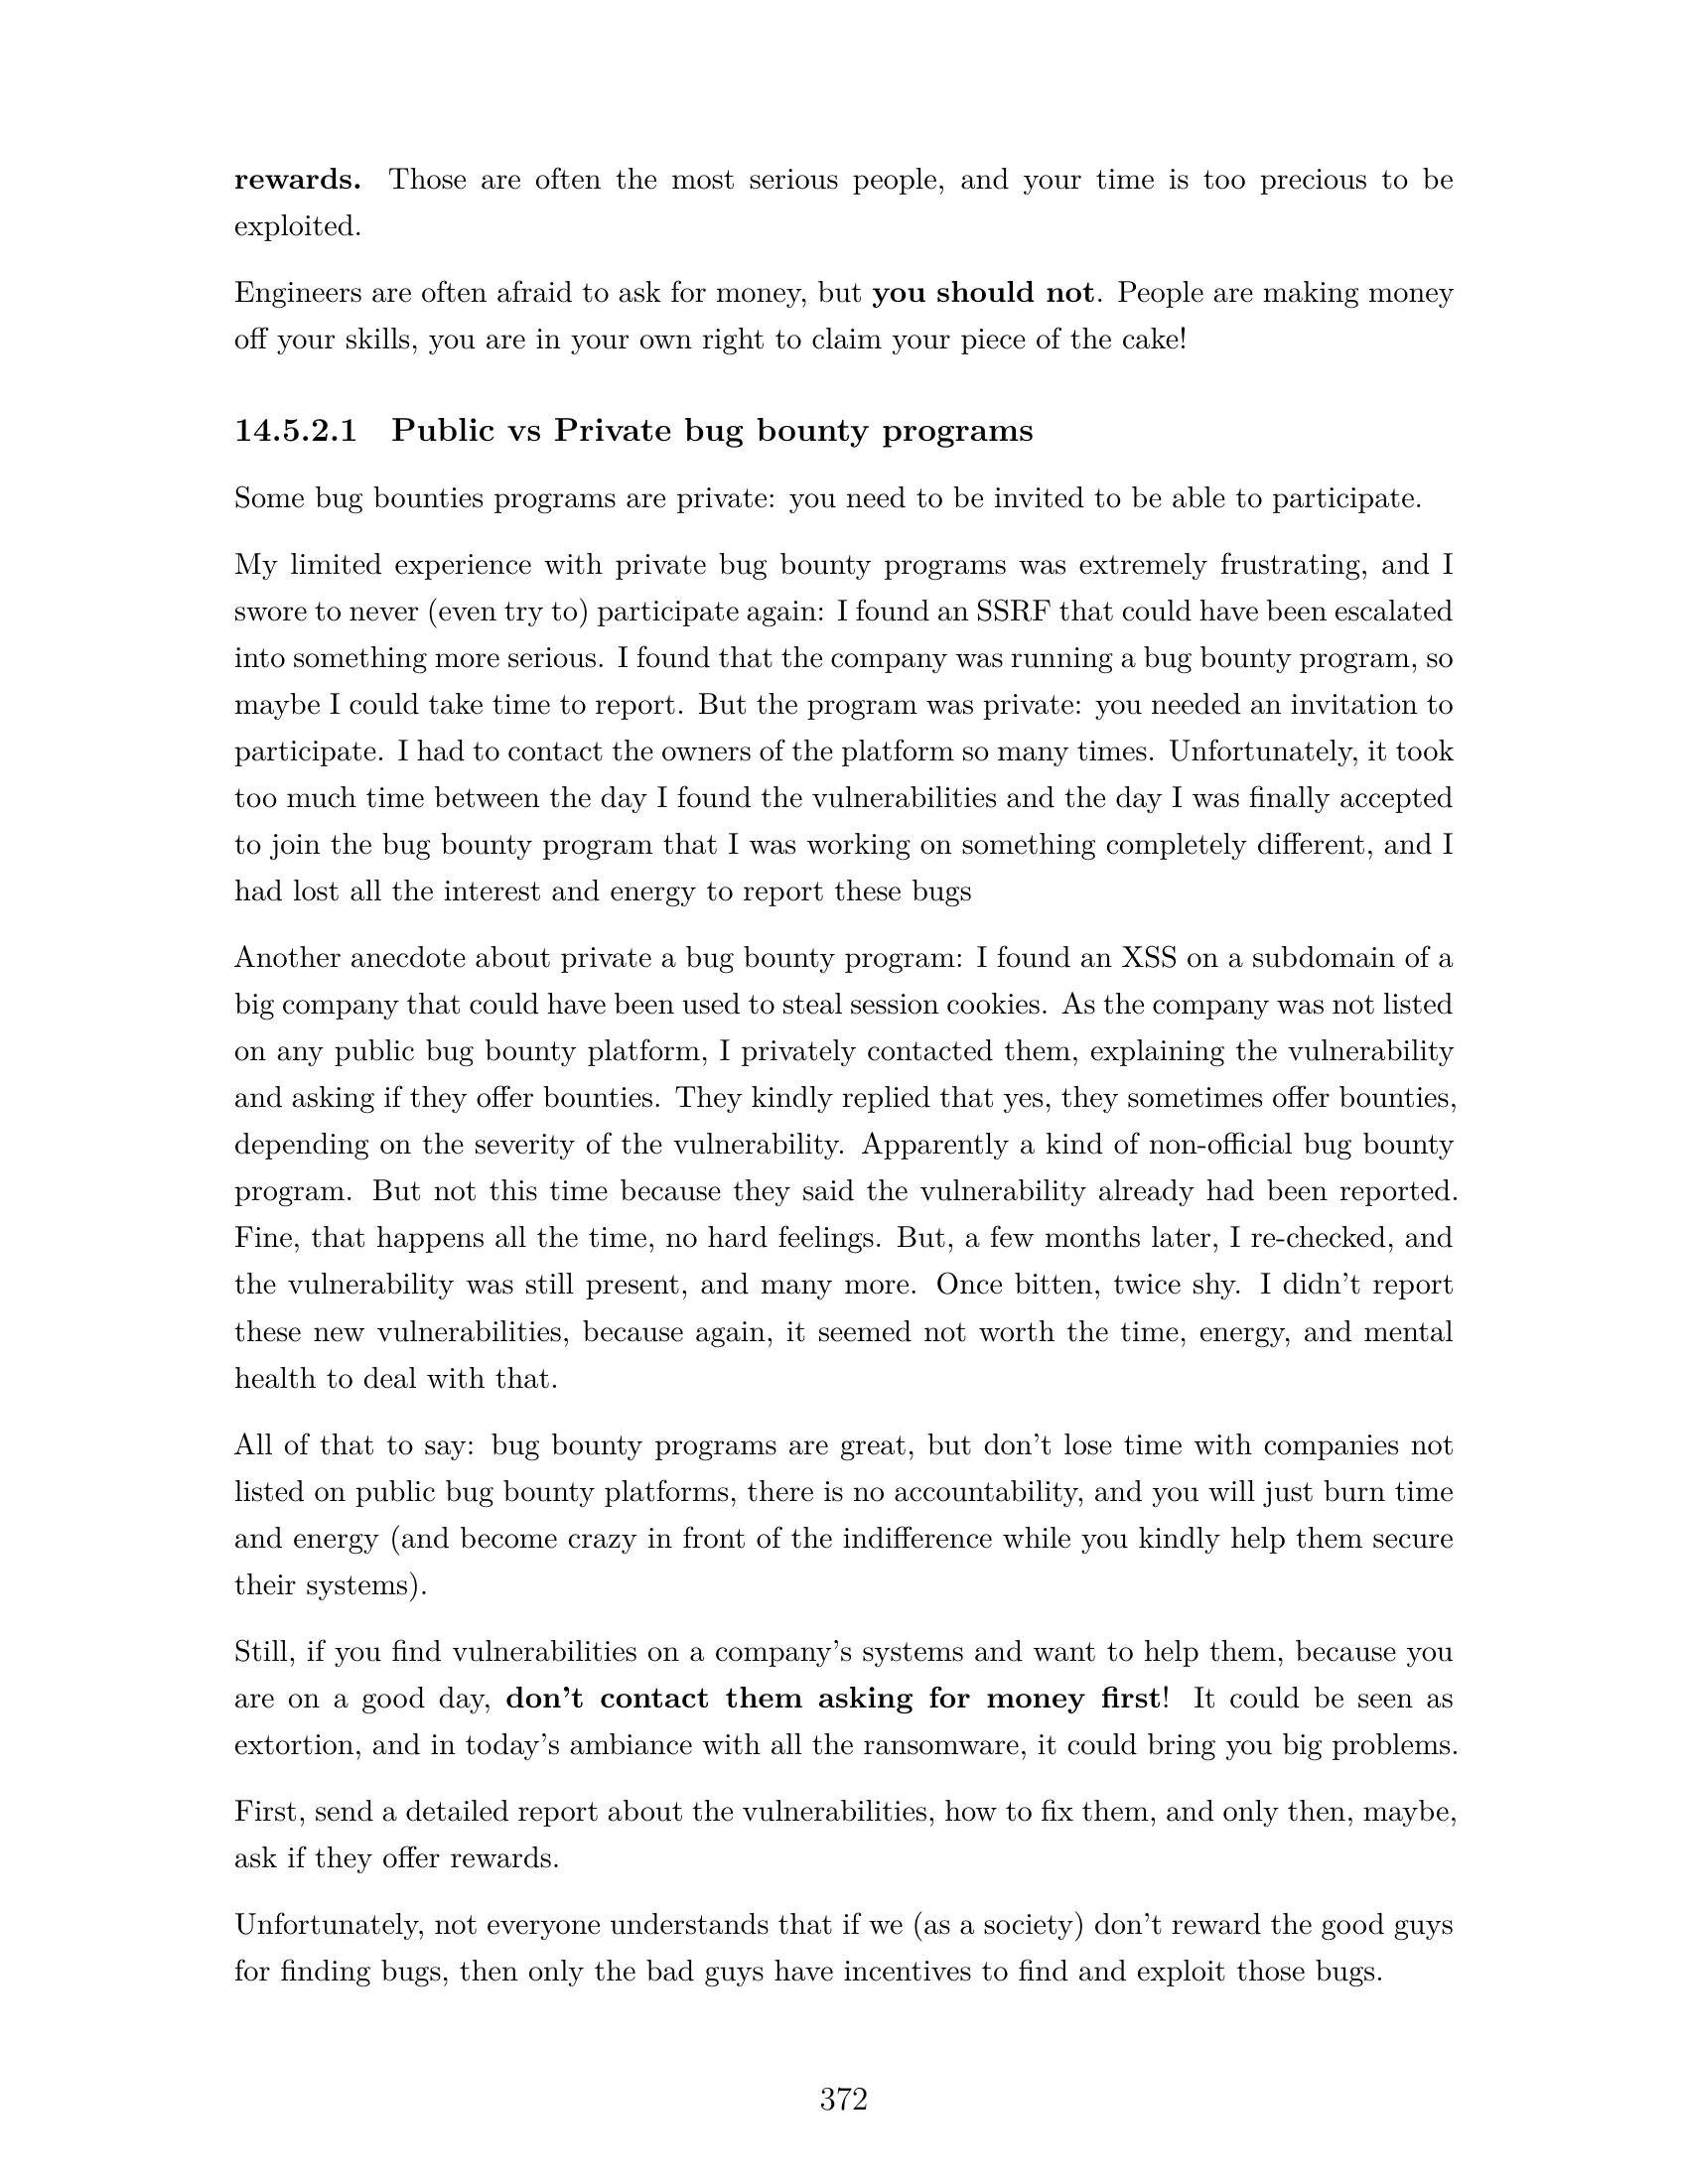 rewards. Those are often the most serious people, and your time is too precious to be
exploited.
Engineers are often afraid to ask for money, but you should not. People are making money
off your skills, you are in your own right to claim your piece of the cake!
14.5.2.1 Public vs Private bug bounty programs
Some bug bounties programs are private: you need to be invited to be able to participate.
My limited experience with private bug bounty programs was extremely frustrating, and I
swore to never (even try to) participate again: I found an SSRF that could have been escalated
into something more serious. I found that the company was running a bug bounty program, so
maybe I could take time to report. But the program was private: you needed an invitation to
participate. I had to contact the owners of the platform so many times. Unfortunately, it took
too much time between the day I found the vulnerabilities and the day I was finally accepted
to join the bug bounty program that I was working on something completely different, and I
had lost all the interest and energy to report these bugs
Another anecdote about private a bug bounty program: I found an XSS on a subdomain of a
big company that could have been used to steal session cookies. As the company was not listed
on any public bug bounty platform, I privately contacted them, explaining the vulnerability
and asking if they offer bounties. They kindly replied that yes, they sometimes offer bounties,
depending on the severity of the vulnerability. Apparently a kind of non-official bug bounty
program. But not this time because they said the vulnerability already had been reported.
Fine, that happens all the time, no hard feelings. But, a few months later, I re-checked, and
the vulnerability was still present, and many more. Once bitten, twice shy. I didn't report
these new vulnerabilities, because again, it seemed not worth the time, energy, and mental
health to deal with that.
All of that to say: bug bounty programs are great, but don't lose time with companies not
listed on public bug bounty platforms, there is no accountability, and you will just burn time
and energy (and become crazy in front of the indifference while you kindly help them secure
their systems).
Still, if you find vulnerabilities on a company's systems and want to help them, because you
are on a good day, don't contact them asking for money first! It could be seen as
extortion, and in today's ambiance with all the ransomware, it could bring you big problems.
First, send a detailed report about the vulnerabilities, how to fix them, and only then, maybe,
ask if they offer rewards.
Unfortunately, not everyone understands that if we (as a society) don't reward the good guys
for finding bugs, then only the bad guys have incentives to find and exploit those bugs.
372